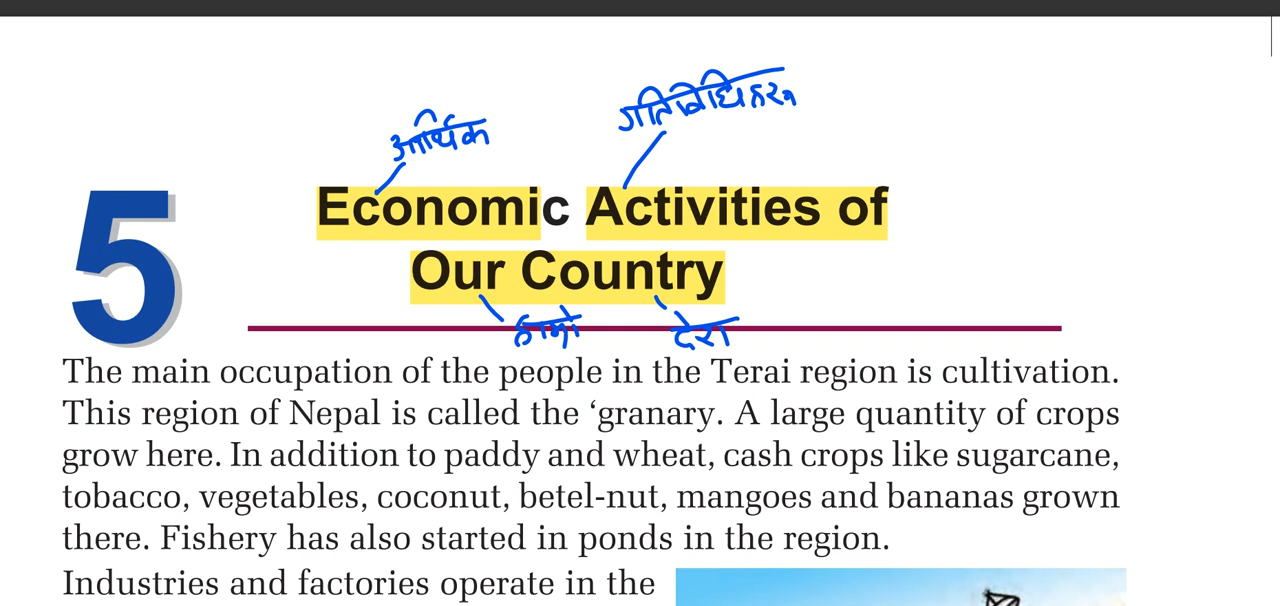 आर्थिक गतिविधिहरू
5
Economic Activities of
Our Country
हाम्रो देश
The main occupation of the people in the Terai region is cultivation.
This region of Nepal is called the ‘granary. A large quantity of crops
grow here. In addition to paddy and wheat, cash crops like sugarcane,
tobacco, vegetables, coconut, betel-nut, mangoes and bananas grown
there. Fishery has also started in ponds in the region.
Industries and factories operate in the